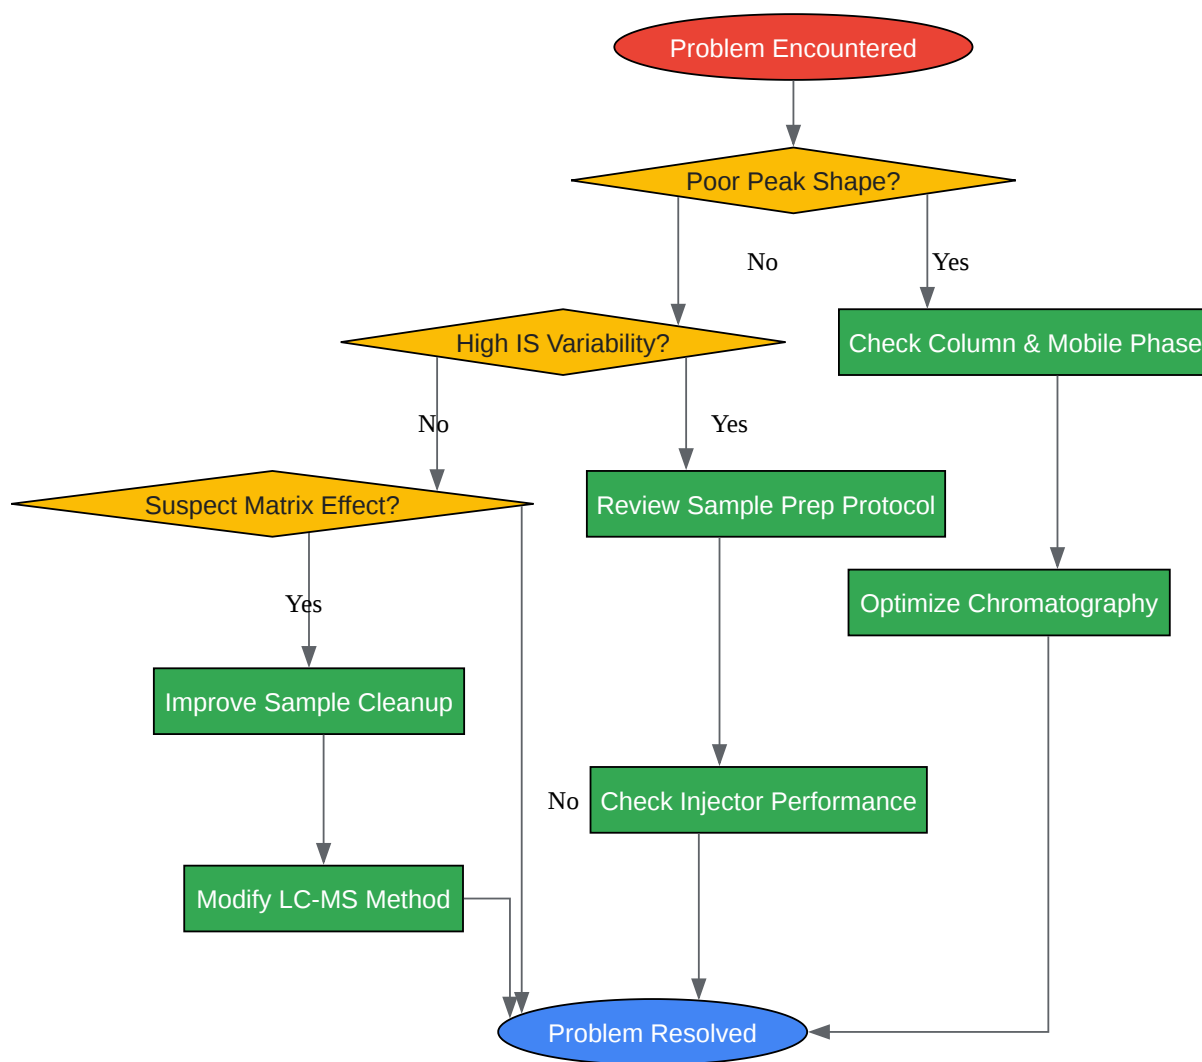 Problem Encountered
Poor Peak Shape?
No
Yes
High IS Variability?
Check Column & Mobile Phase
No
Yes
Suspect Matrix Effect?
Review Sample Prep Protocol
Yes
Optimize Chromatography
Improve Sample Cleanup
No
Check Injector Performance
Modify LC-MS Method
Problem Resolved